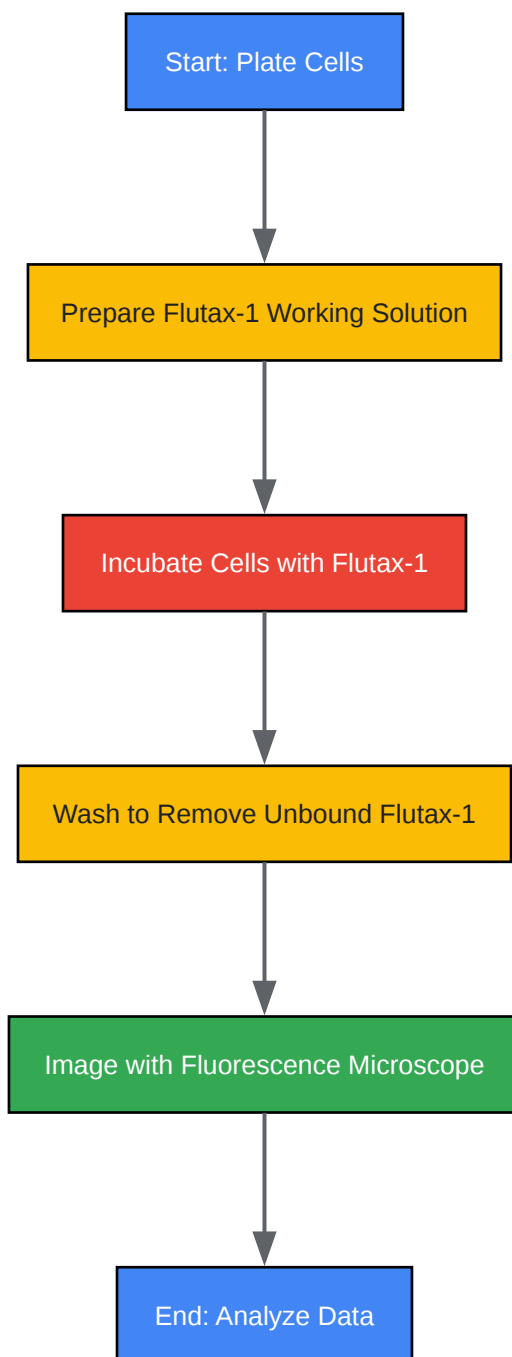 Start: Plate Cells
Prepare Flutax-1 Working Solution
Incubate Cells with Flutax-1
Wash to Remove Unbound Flutax-1
Image with Fluorescence Microscope
End: Analyze Data